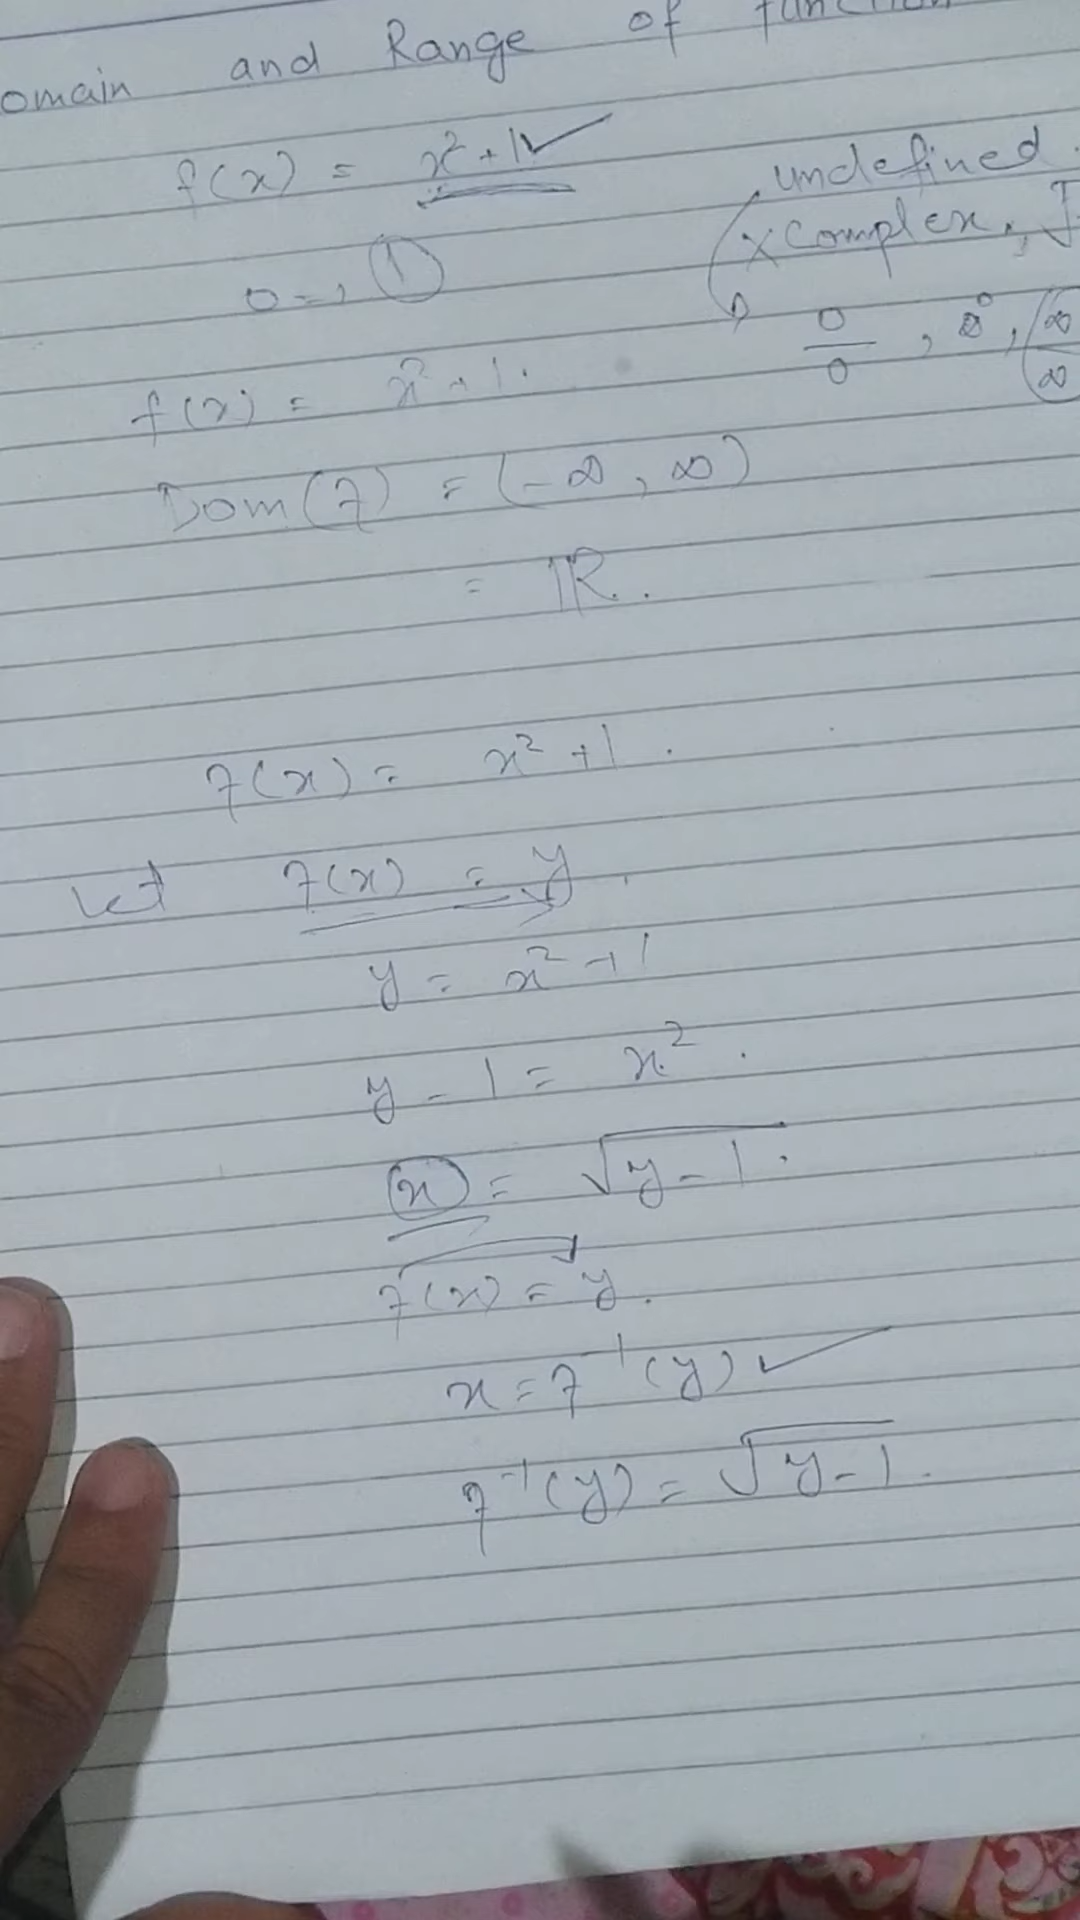 omain and Range of function
f(x) = x² + 1 ✓
undefined.
x complex, 
0 = , 1
0/0 , ∞⁰ , ∞/∞
f(x) = x² + 1.
Dom(f) = (-∞, ∞)
= ℝ.
f(x) = x² + 1.
Let f(x) = y.
y = x² + 1
y - 1 = x².
x = √(y - 1).
f(x) = y.
x = f⁻¹(y) ✓
f⁻¹(y) = √(y - 1).